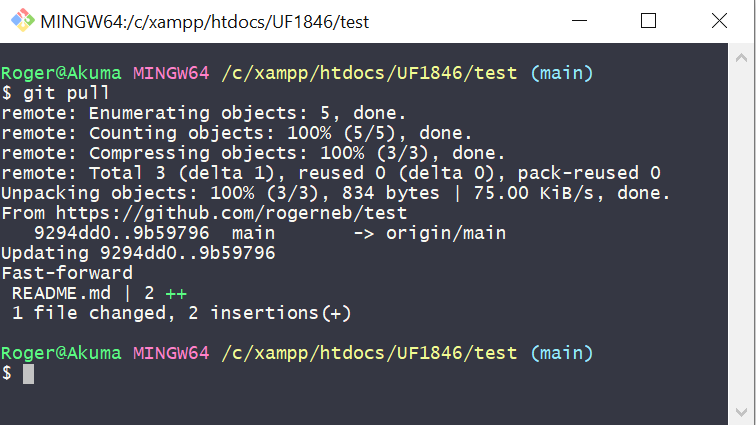 MINGW64:/c/xampp/htdocs/UF1846/test
Roger@Akuma MINGW64 /c/xampp/htdocs/UF1846/test (main)
$ git pull
remote: Enumerating objects: 5, done.
remote: Counting objects: 100% (5/5), done.
remote: Compressing objects: 100% (3/3), done.
remote: Total 3 (delta 1), reused 0 (delta 0), pack-reused 0
Unpacking objects: 100% (3/3), 834 bytes | 75.00 KiB/s, done.
From https://github.com/rogerneb/test
   9294dd0..9b59796  main       -> origin/main
Updating 9294dd0..9b59796
Fast-forward
 README.md | 2 ++
 1 file changed, 2 insertions(+)
Roger@Akuma MINGW64 /c/xampp/htdocs/UF1846/test (main)
$